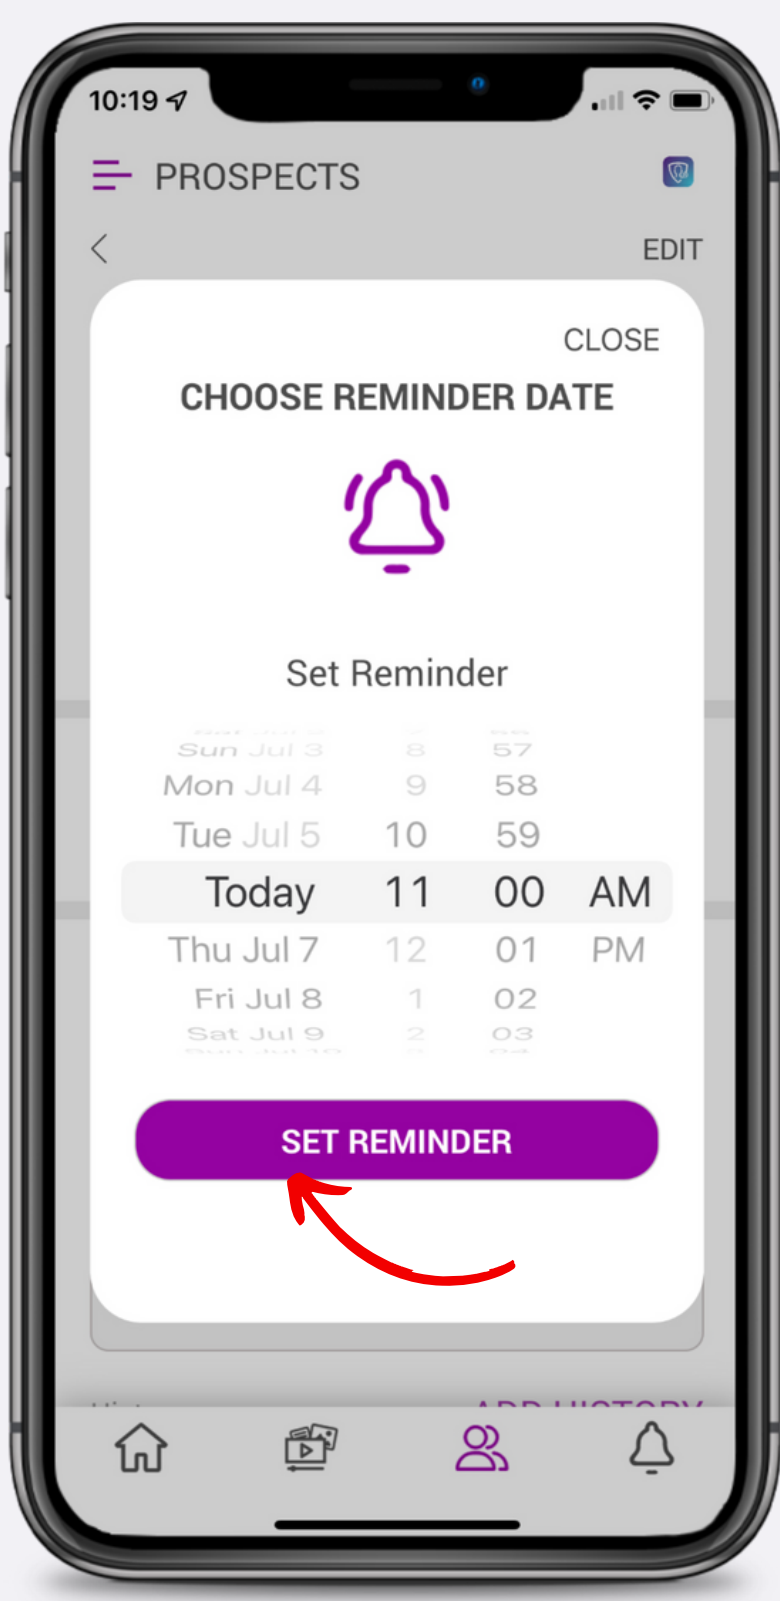 10:19
PROSPECTS
EDIT
CLOSE
CHOOSE REMINDER DATE
Set Reminder
Sun Jul 3 8 57
Mon Jul 4 9 58
Tue Jul 5 10 59
Today 11 00 AM
Thu Jul 7 12 01 PM
Fri Jul 8 1 02
Sat Jul 9 2 03
SET REMINDER
ADD HISTORY